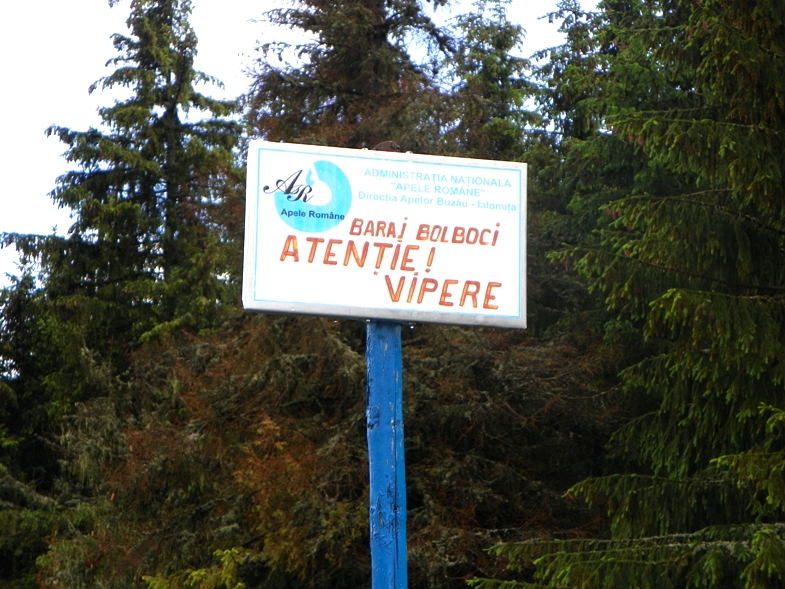 AR
Apele Române
ADMINISTRAȚIA NAȚIONALĂ
"APELE ROMÂNE"
Direcția Apelor Buzău - Ialomița
BARAJ BOLBOCI
ATENȚIE!
VIPERE